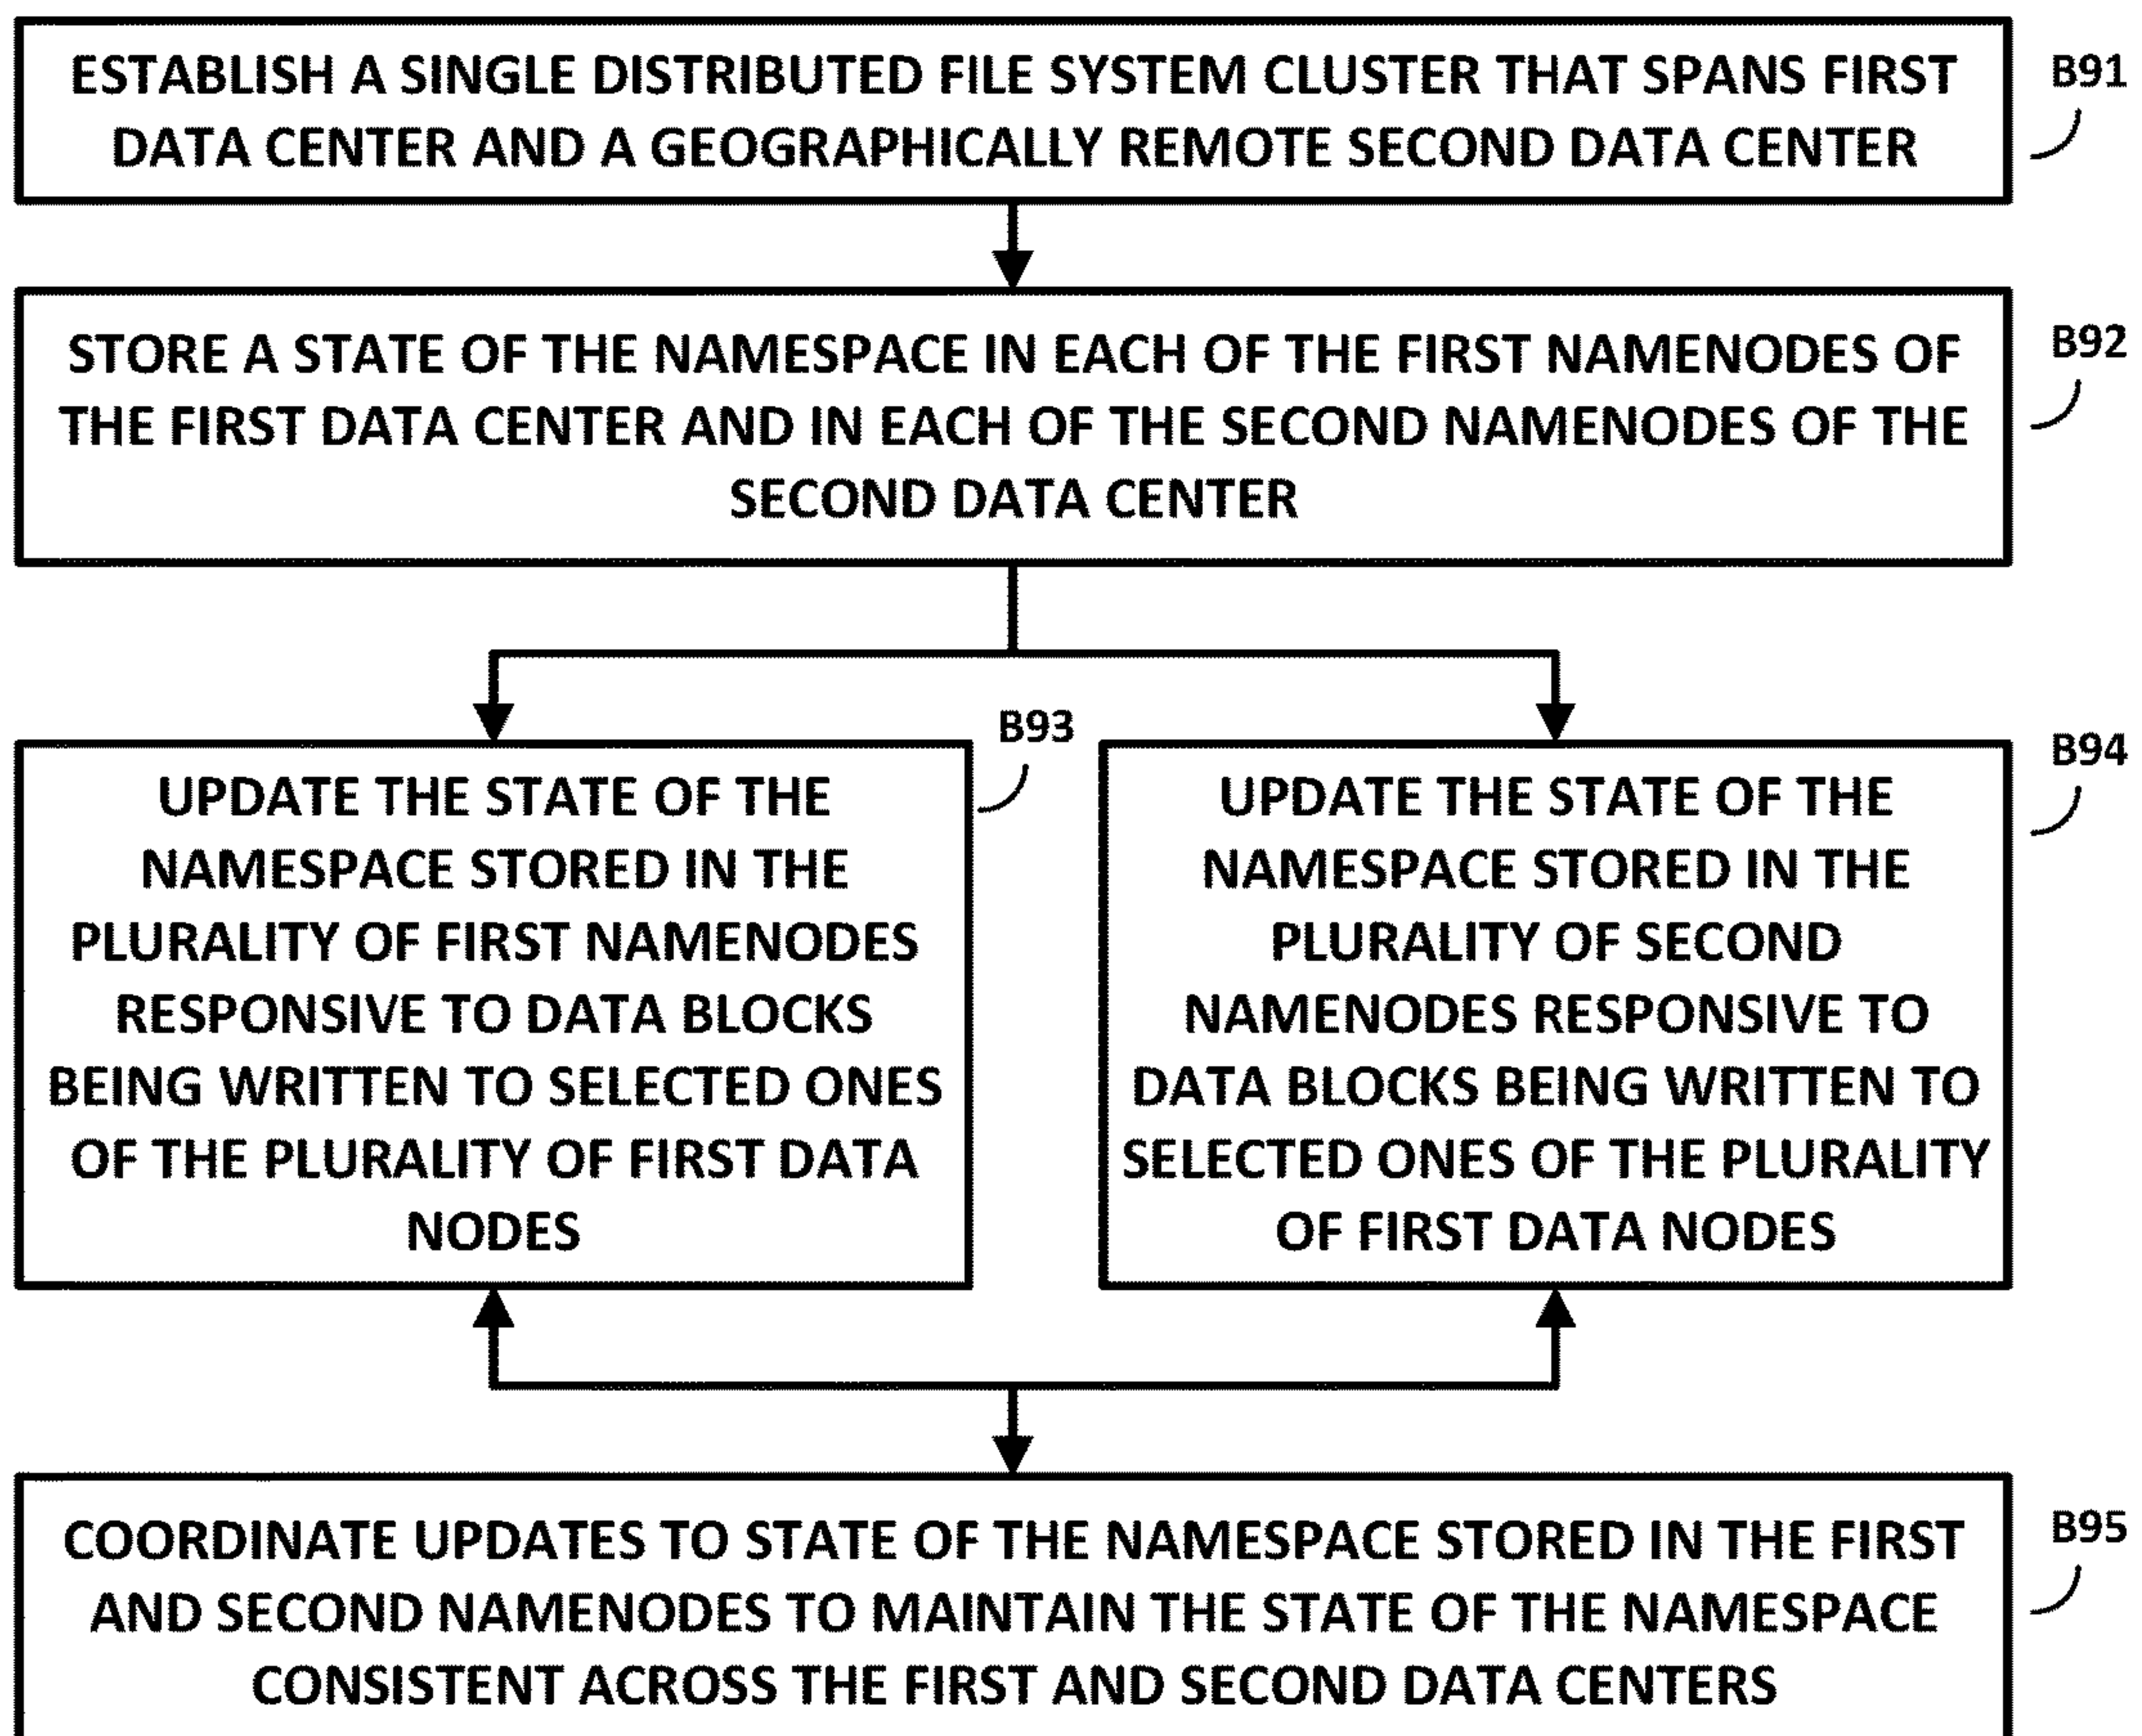 ESTABLISH A SINGLE DISTRIBUTED FILE SYSTEM CLUSTER THAT SPANS FIRST
DATA CENTER AND A GEOGRAPHICALLY REMOTE SECOND DATA CENTER
B91
STORE A STATE OF THE NAMESPACE IN EACH OF THE FIRST NAMENODES OF
THE FIRST DATA CENTER AND IN EACH OF THE SECOND NAMENODES OF THE
SECOND DATA CENTER
B92
UPDATE THE STATE OF THE
NAMESPACE STORED IN THE
PLURALITY OF FIRST NAMENODES
RESPONSIVE TO DATA BLOCKS
BEING WRITTEN TO SELECTED ONES
OF THE PLURALITY OF FIRST DATA
NODES
B93
UPDATE THE STATE OF THE
NAMESPACE STORED IN THE
PLURALITY OF SECOND
NAMENODES RESPONSIVE TO
DATA BLOCKS BEING WRITTEN TO
SELECTED ONES OF THE PLURALITY
OF FIRST DATA NODES
B94
COORDINATE UPDATES TO STATE OF THE NAMESPACE STORED IN THE FIRST
AND SECOND NAMENODES TO MAINTAIN THE STATE OF THE NAMESPACE
CONSISTENT ACROSS THE FIRST AND SECOND DATA CENTERS
B95